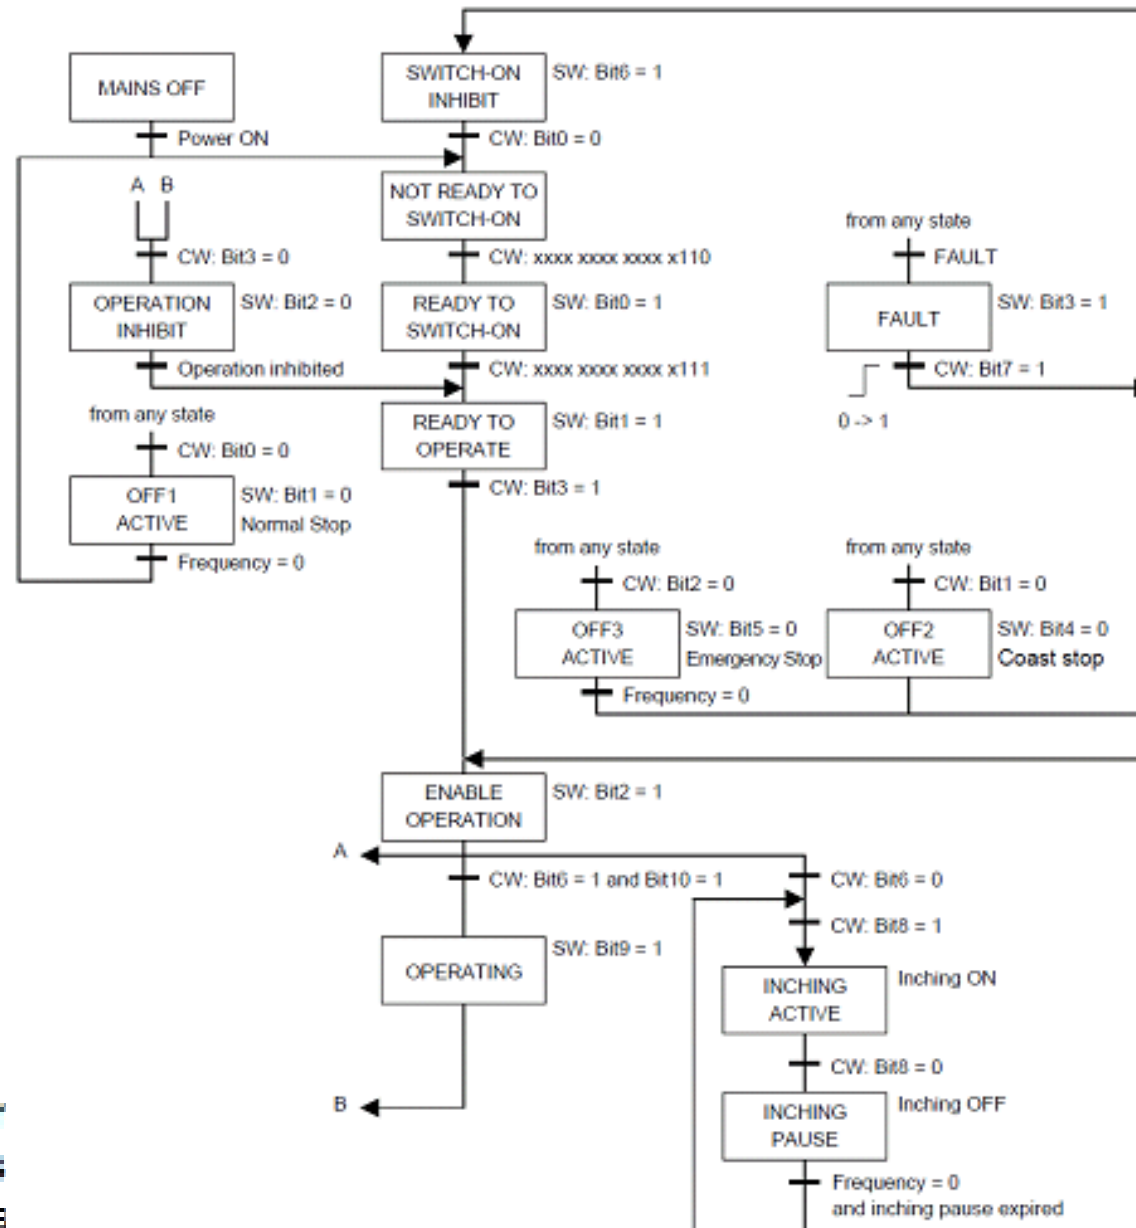 MAINS OFF
Power ON
SWITCH-ON
INHIBIT
SW: Bit6 = 1
CW: Bit0 = 0
A B
CW: Bit3 = 0
NOT READY TO
SWITCH-ON
CW: xxxx xxxx xxxx x110
from any state
FAULT
OPERATION
INHIBIT
SW: Bit2 = 0
Operation inhibited
READY TO
SWITCH-ON
SW: Bit0 = 1
CW: xxxx xxxx xxxx x111
FAULT
SW: Bit3 = 1
CW: Bit7 = 1
0 -> 1
from any state
CW: Bit0 = 0
READY TO
OPERATE
SW: Bit1 = 1
CW: Bit3 = 1
OFF1
ACTIVE
SW: Bit1 = 0
Normal Stop
Frequency = 0
from any state
CW: Bit2 = 0
OFF3
ACTIVE
SW: Bit5 = 0
Emergency Stop
Frequency = 0
from any state
CW: Bit1 = 0
OFF2
ACTIVE
SW: Bit4 = 0
Coast stop
ENABLE
OPERATION
SW: Bit2 = 1
A
CW: Bit6 = 1 and Bit10 = 1
CW: Bit6 = 0
CW: Bit8 = 1
OPERATING
SW: Bit9 = 1
INCHING
ACTIVE
Inching ON
CW: Bit8 = 0
B
INCHING
PAUSE
Inching OFF
Frequency = 0
and inching pause expired